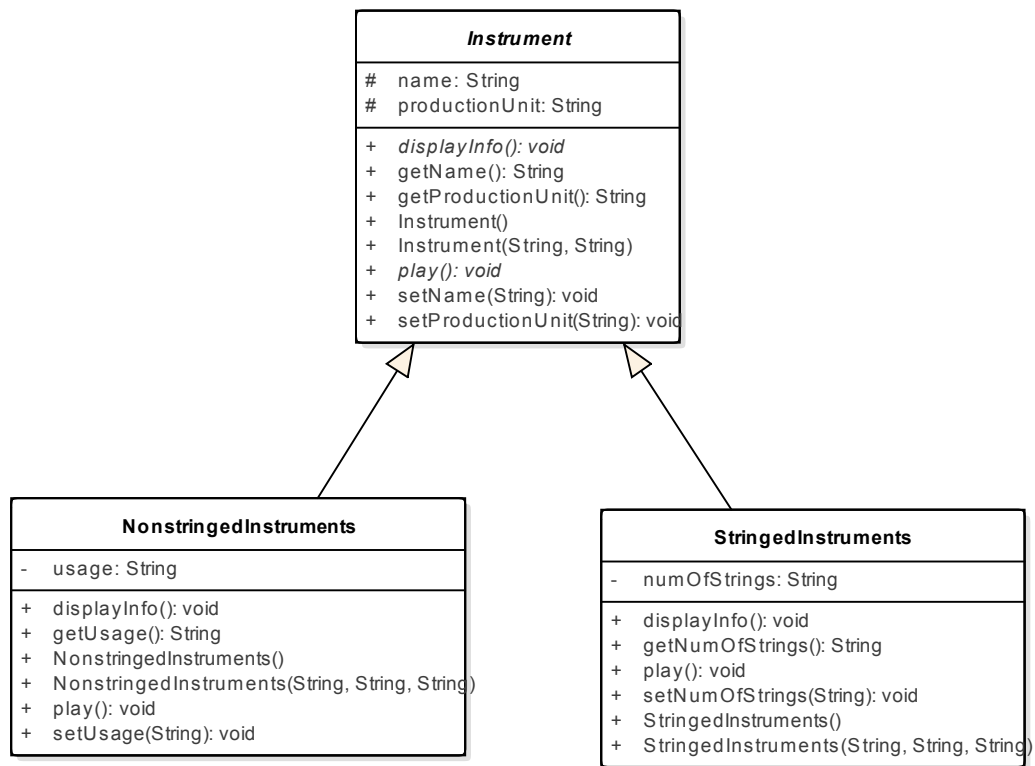 Instrument
# name: String
# productionUnit: String
+ displayInfo(): void
+ getName(): String
+ getProductionUnit(): String
+ Instrument()
+ Instrument(String, String)
+ play(): void
+ setName(String): void
+ setProductionUnit(String): void
NonstringedInstruments
- usage: String
+ displayInfo(): void
+ getUsage(): String
+ NonstringedInstruments()
+ NonstringedInstruments(String, String, String)
+ play(): void
+ setUsage(String): void
StringedInstruments
- numOfStrings: String
+ displayInfo(): void
+ getNumOfStrings(): String
+ play(): void
+ setNumOfStrings(String): void
+ StringedInstruments()
+ StringedInstruments(String, String, String)